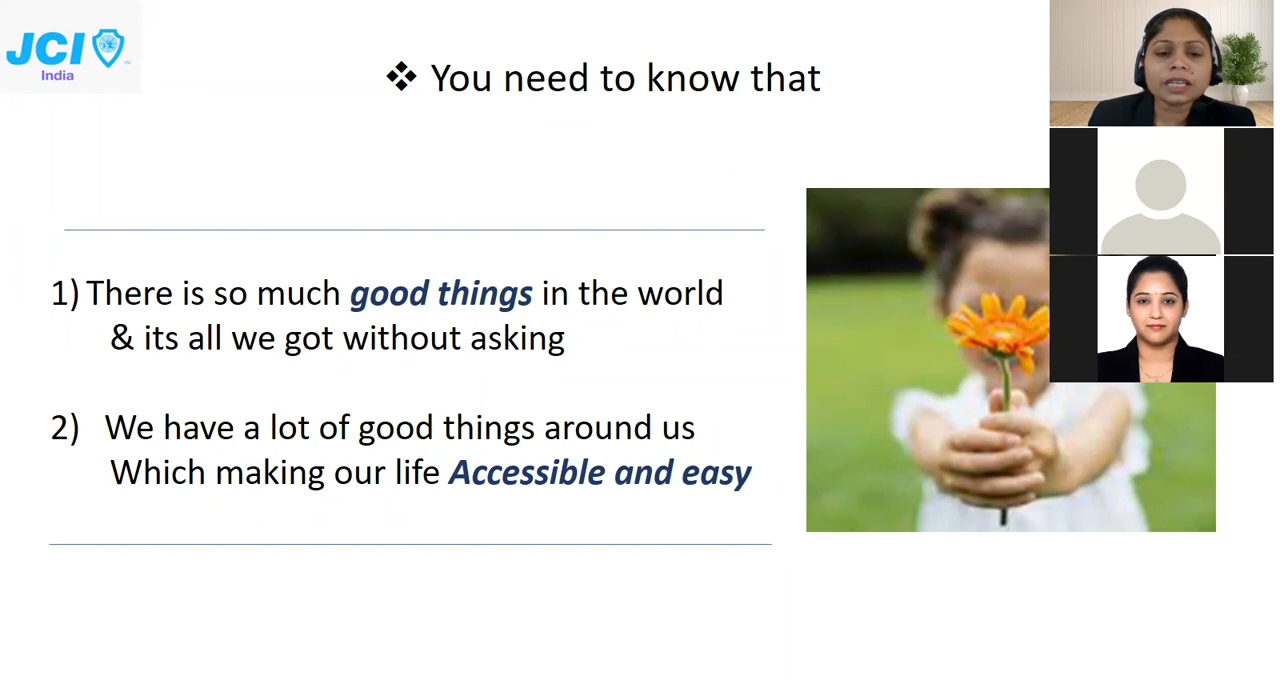 JCI
India
❖ You need to know that
1) There is so much good things in the world
& its all we got without asking
2) We have a lot of good things around us
Which making our life Accessible and easy